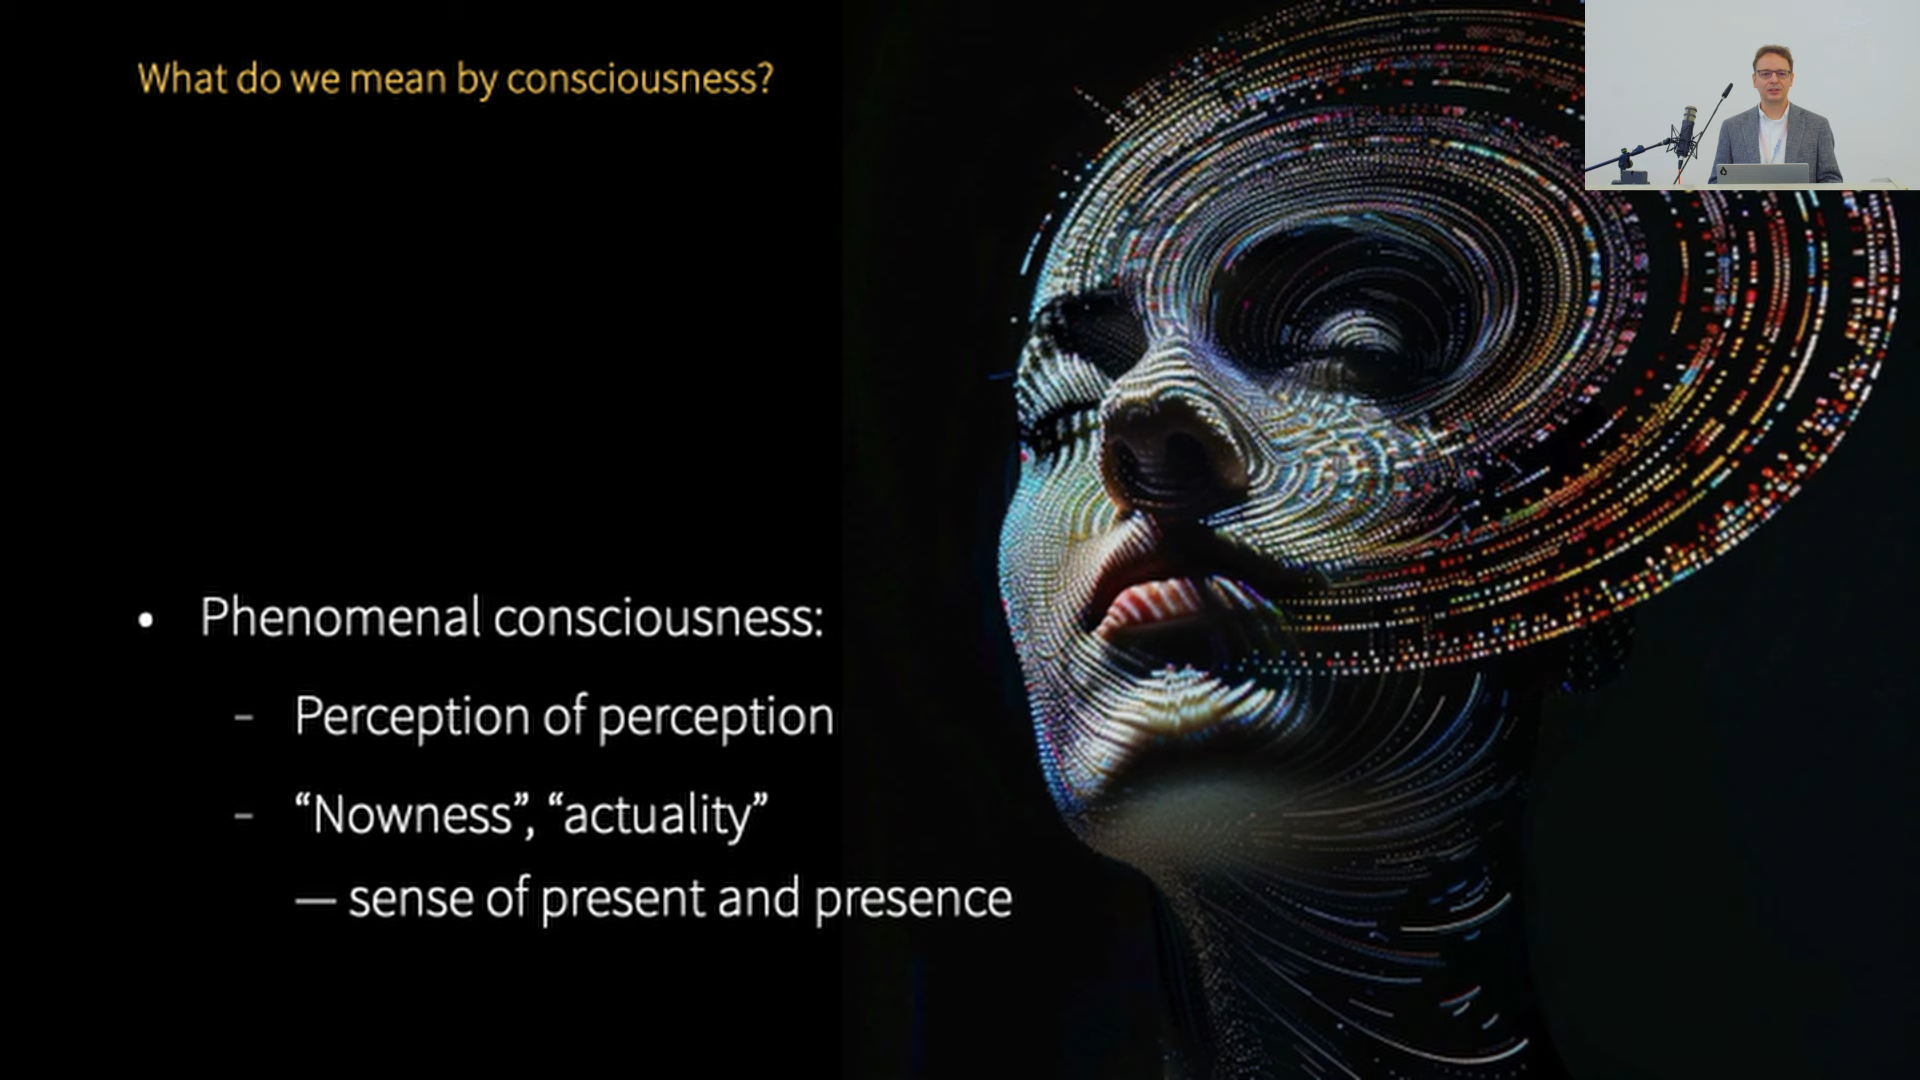 What do we mean by consciousness?
• Phenomenal consciousness:
– Perception of perception
– “Nowness”, “actuality”
— sense of present and presence